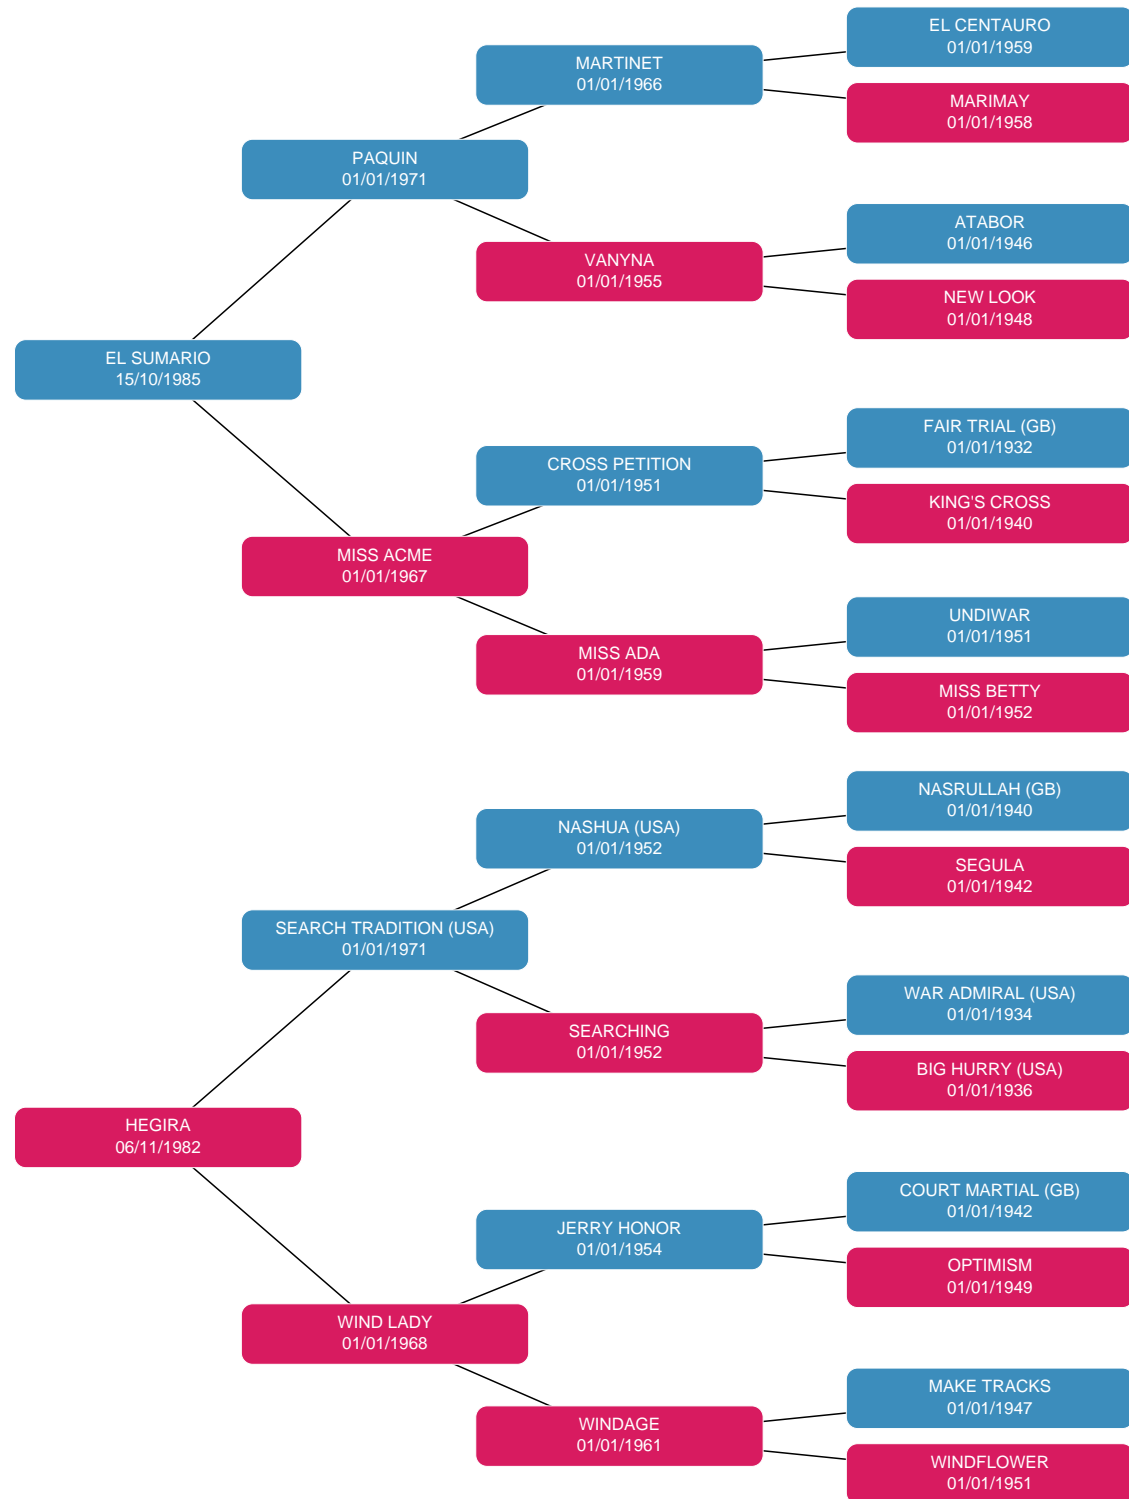 EL CENTAURO
01/01/1959
MARTINET
01/01/1966
MARIMAY
01/01/1958
PAQUIN
01/01/1971
ATABOR
01/01/1946
VANYNA
01/01/1955
NEW LOOK
01/01/1948
EL SUMARIO
15/10/1985
FAIR TRIAL (GB)
01/01/1932
CROSS PETITION
01/01/1951
KING'S CROSS
01/01/1940
MISS ACME
01/01/1967
UNDIWAR
01/01/1951
MISS ADA
01/01/1959
MISS BETTY
01/01/1952
NASRULLAH (GB)
01/01/1940
NASHUA (USA)
01/01/1952
SEGULA
01/01/1942
SEARCH TRADITION (USA)
01/01/1971
WAR ADMIRAL (USA)
01/01/1934
SEARCHING
01/01/1952
BIG HURRY (USA)
01/01/1936
HEGIRA
06/11/1982
COURT MARTIAL (GB)
01/01/1942
JERRY HONOR
01/01/1954
OPTIMISM
01/01/1949
WIND LADY
01/01/1968
MAKE TRACKS
01/01/1947
WINDAGE
01/01/1961
WINDFLOWER
01/01/1951